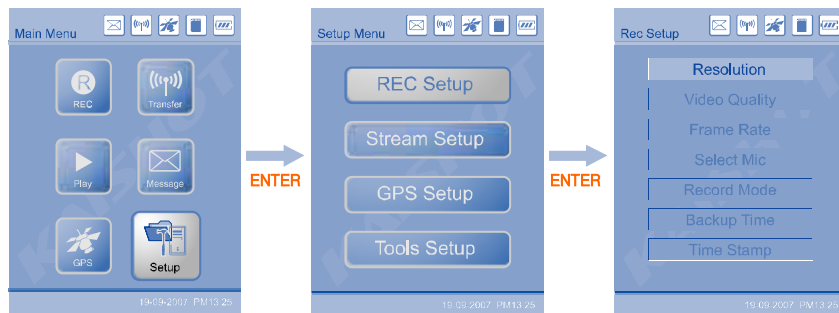 Main Menu
REC
Transfer
Play
Message
GPS
Setup
19-09-2007 PM13:25
ENTER
Setup Menu
REC Setup
Stream Setup
GPS Setup
Tools Setup
19-09-2007 PM13:25
ENTER
Rec Setup
Resolution
Video Quality
Frame Rate
Select Mic
Record Mode
Backup Time
Time Stamp
19-09-2007 PM13:25